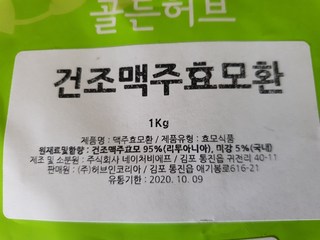 골든허브
건조맥주효모환
1Kg
제품명 : 맥주효모환 / 제품유형 : 효모식품
원재료및함량 : 건조맥주효모 95%(리투아니아), 미강 5%(국내)
제조 및 소분원 : 주식회사 네이처비에프 / 김포 통진읍 귀전리 40-11
판매원 : (주)허브인코리아 / 김포 통진읍 애기봉로616-21
유통기한 : 2020. 10. 09